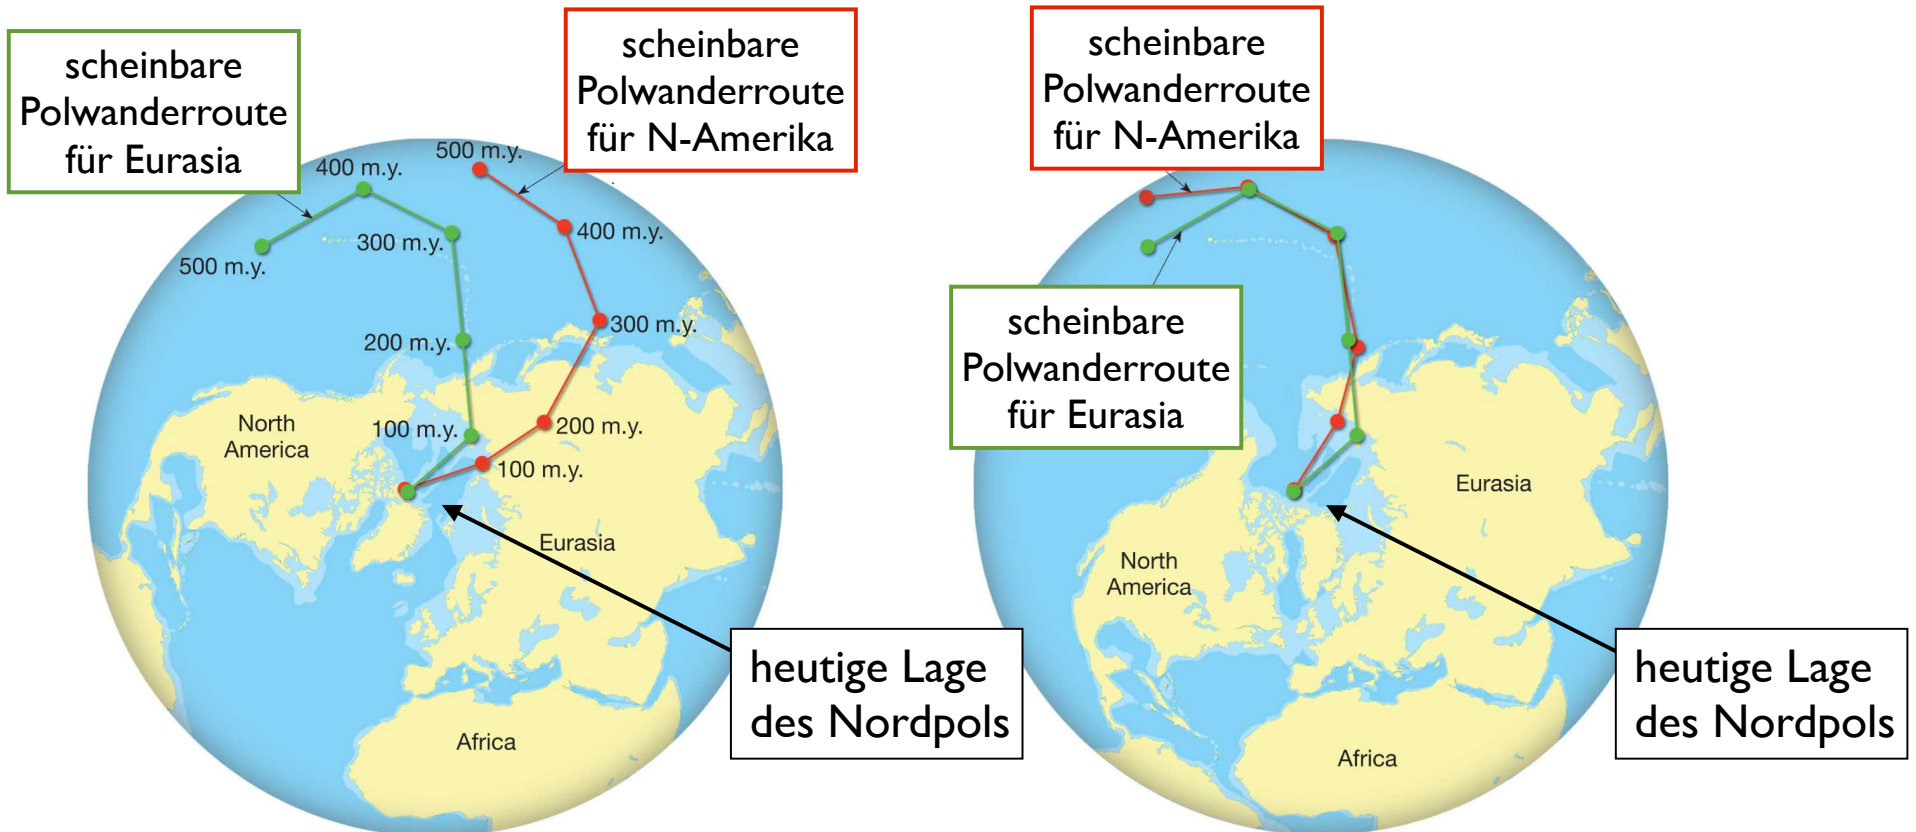 scheinbare
Polwanderroute
für Eurasia
scheinbare
Polwanderroute
für N-Amerika
500 m.y.
400 m.y.
300 m.y.
200 m.y.
100 m.y.
500 m.y.
400 m.y.
300 m.y.
200 m.y.
100 m.y.
North
America
Eurasia
Africa
heutige Lage
des Nordpols
scheinbare
Polwanderroute
für N-Amerika
scheinbare
Polwanderroute
für Eurasia
North
America
Eurasia
Africa
heutige Lage
des Nordpols